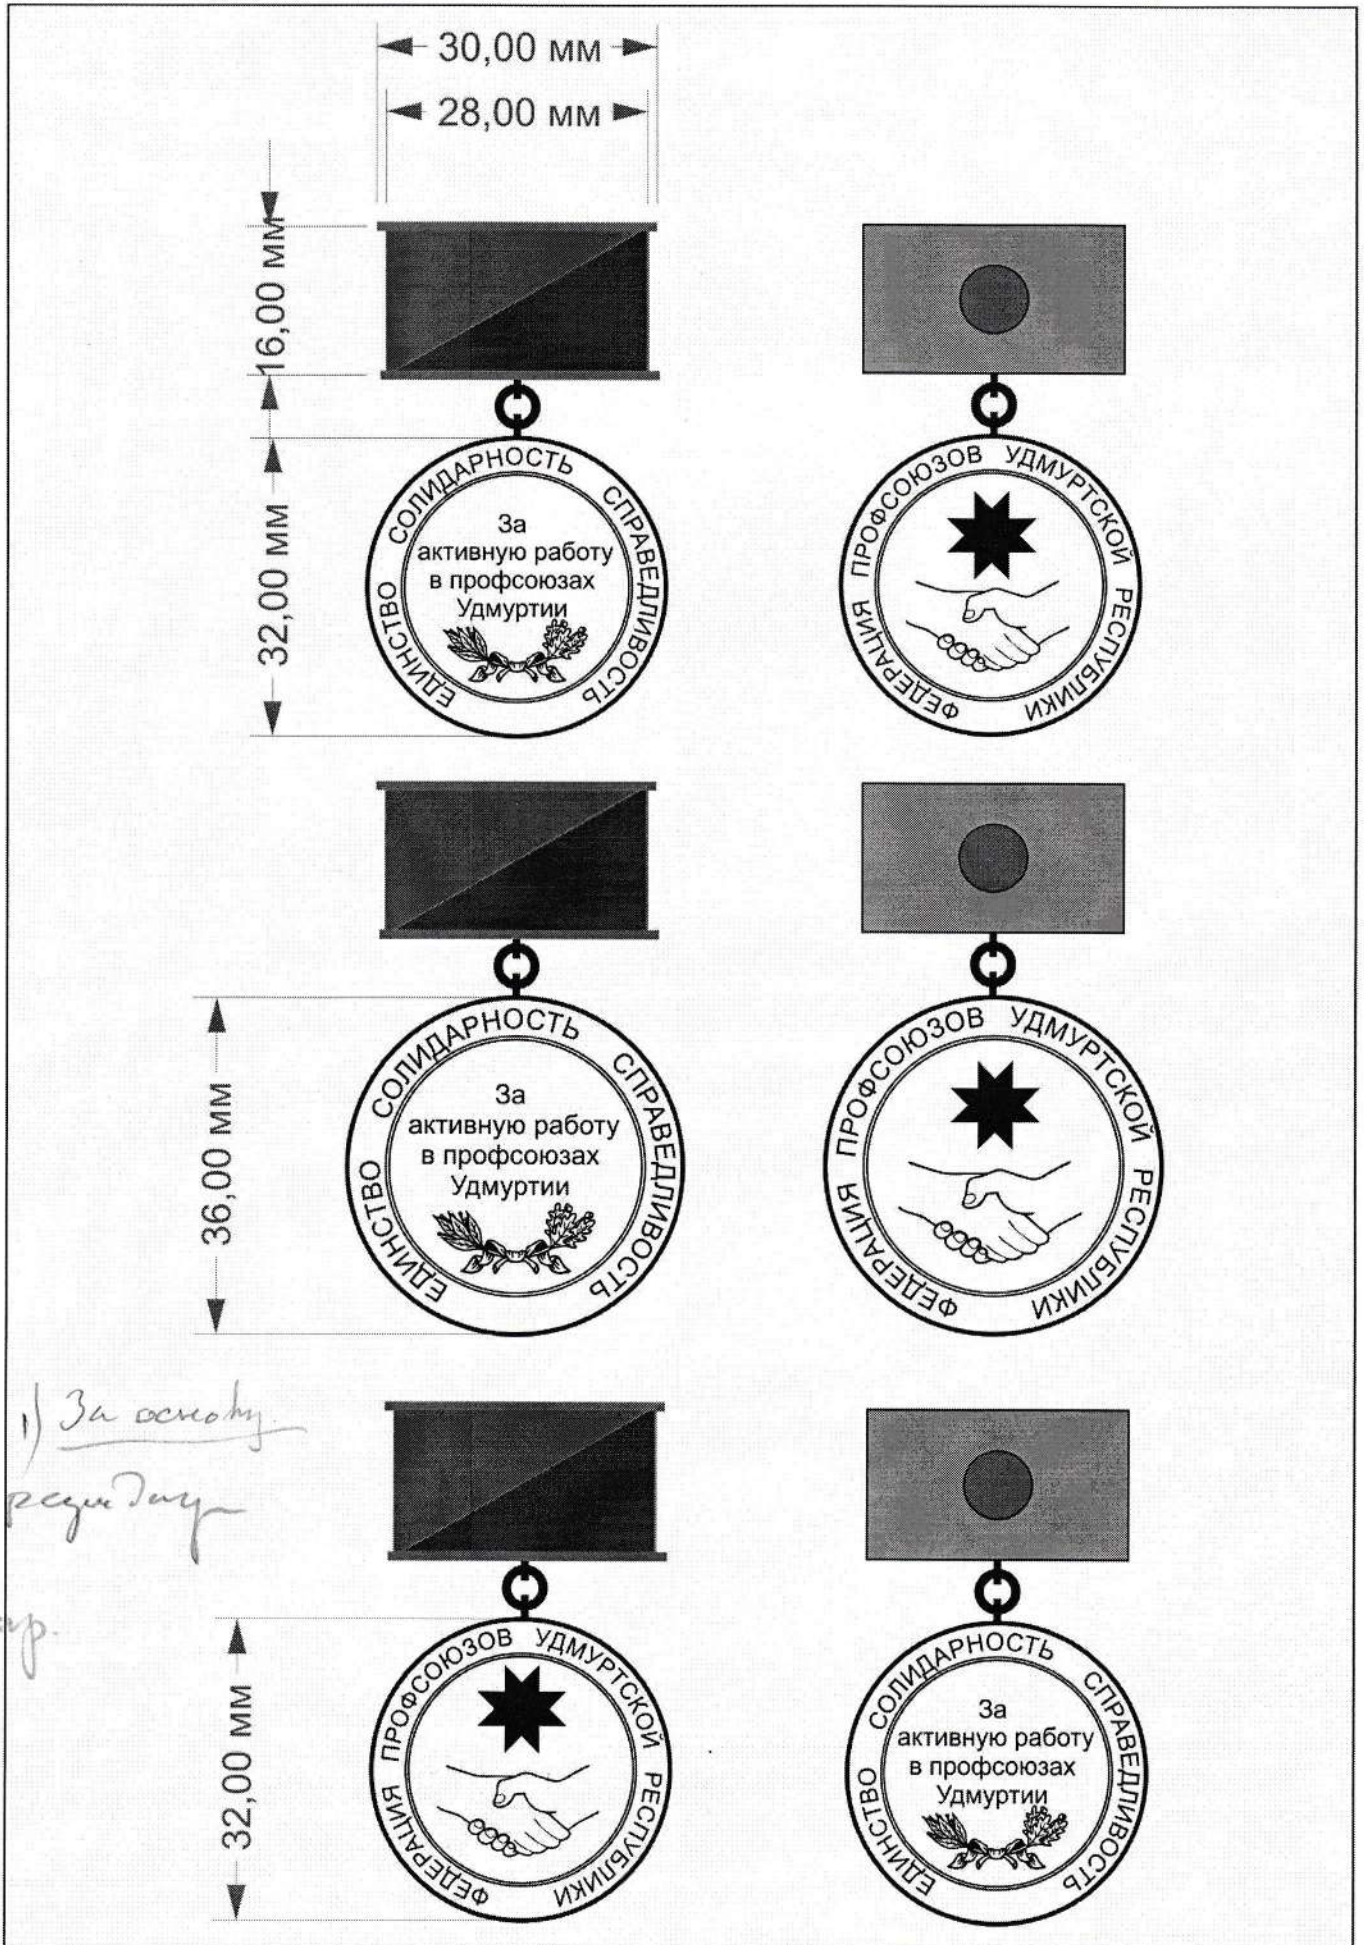 30,00 мм
28,00 мм
16,00 мм
32,00 мм
ЕДИНСТВО СОЛИДАРНОСТЬ СПРАВЕДЛИВОСТЬ
За
активную работу
в профсоюзах
Удмуртии
ФЕДЕРАЦИЯ ПРОФСОЮЗОВ УДМУРТСКОЙ РЕСПУБЛИКИ
36,00 мм
ЕДИНСТВО СОЛИДАРНОСТЬ СПРАВЕДЛИВОСТЬ
За
активную работу
в профсоюзах
Удмуртии
ФЕДЕРАЦИЯ ПРОФСОЮЗОВ УДМУРТСКОЙ РЕСПУБЛИКИ
1) За основу
32,00 мм
ФЕДЕРАЦИЯ ПРОФСОЮЗОВ УДМУРТСКОЙ РЕСПУБЛИКИ
ЕДИНСТВО СОЛИДАРНОСТЬ СПРАВЕДЛИВОСТЬ
За
активную работу
в профсоюзах
Удмуртии